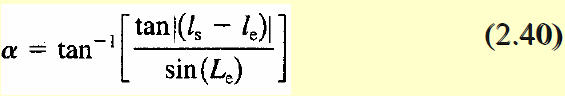 α = tan⁻¹[ tan|(lₛ − lₑ)| / sin(Lₑ) ] (2.40)